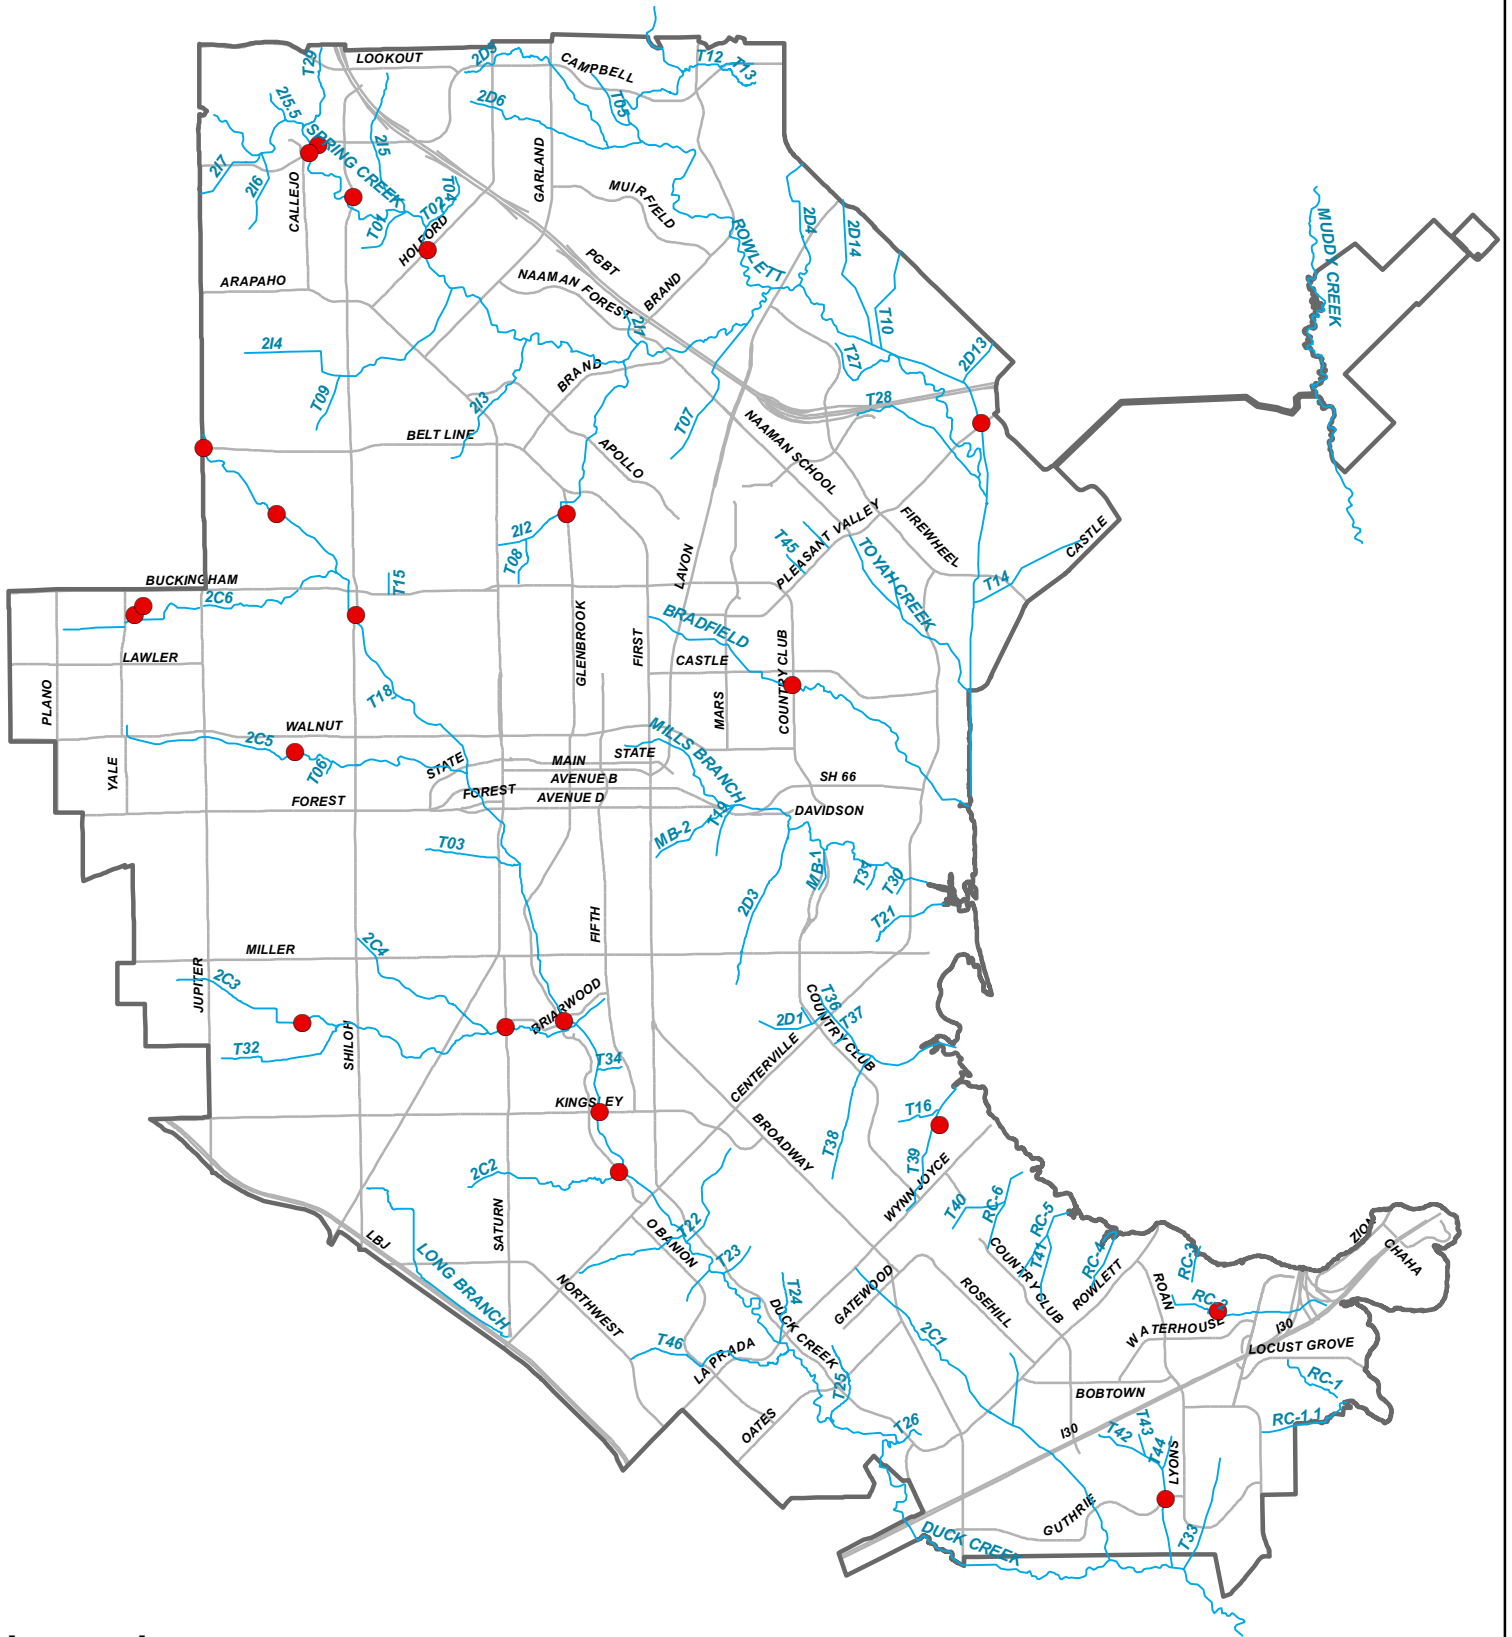 LOOKOUT
T29
2D5
CAMPBELL
T12
T13
2I5.5
2D6
T05
SPRING CREEK
2I5
2I7
2I6
CALLEJO
T01
T02
T04
HOLFORD
GARLAND
MUIRFIELD
ROWLETT
2D4
2D14
MUDDY CREEK
ARAPAHO
PGBT
NAAMAN FOREST
BRAND
2I1
T10
2I4
T09
2I3
BRAND
T07
T27
2D13
T28
BELT LINE
APOLLO
NAAMAN SCHOOL
2I2
T08
LAVON
T45
PLEASANT VALLEY
FIREWHEEL
TOYAH CREEK
CASTLE
T14
BUCKINGHAM
2C6
T15
LAWLER
GLENBROOK
FIRST
BRADFIELD
CASTLE
COUNTRY CLUB
MARS
PLANO
T18
WALNUT
2C5
T06
YALE
STATE
MAIN
STATE
MILLS BRANCH
AVENUE B
SH 66
FOREST
FOREST
AVENUE D
DAVIDSON
T03
MB-2
T19
MB-1
T31
T30
2D3
T21
FIFTH
MILLER
2C4
2C3
JUPITER
BRIARWOOD
T32
SHILOH
T34
2D1
T36
T37
COUNTRY CLUB
CENTERVILLE
KINGSLEY
BROADWAY
T38
T16
T39
WYNN JOYCE
2C2
SATURN
T22
OBANION
T23
T40
RC-6
RC-5
T41
RC-4
RC-3
ZION
CHAHA
LBJ
LONG BRANCH
NORTHWEST
T24
DUCK CREEK
GATEWOOD
2C1
ROSEHILL
COUNTRY CLUB
ROWLETT
ROAN
RC-2
WATERHOUSE
I30
LOCUST GROVE
T46
LA PRADA
T25
OATES
T26
BOBTOWN
RC-1
RC-1.1
I30
T42
T43
T44
LYONS
GUTHRIE
DUCK CREEK
T33